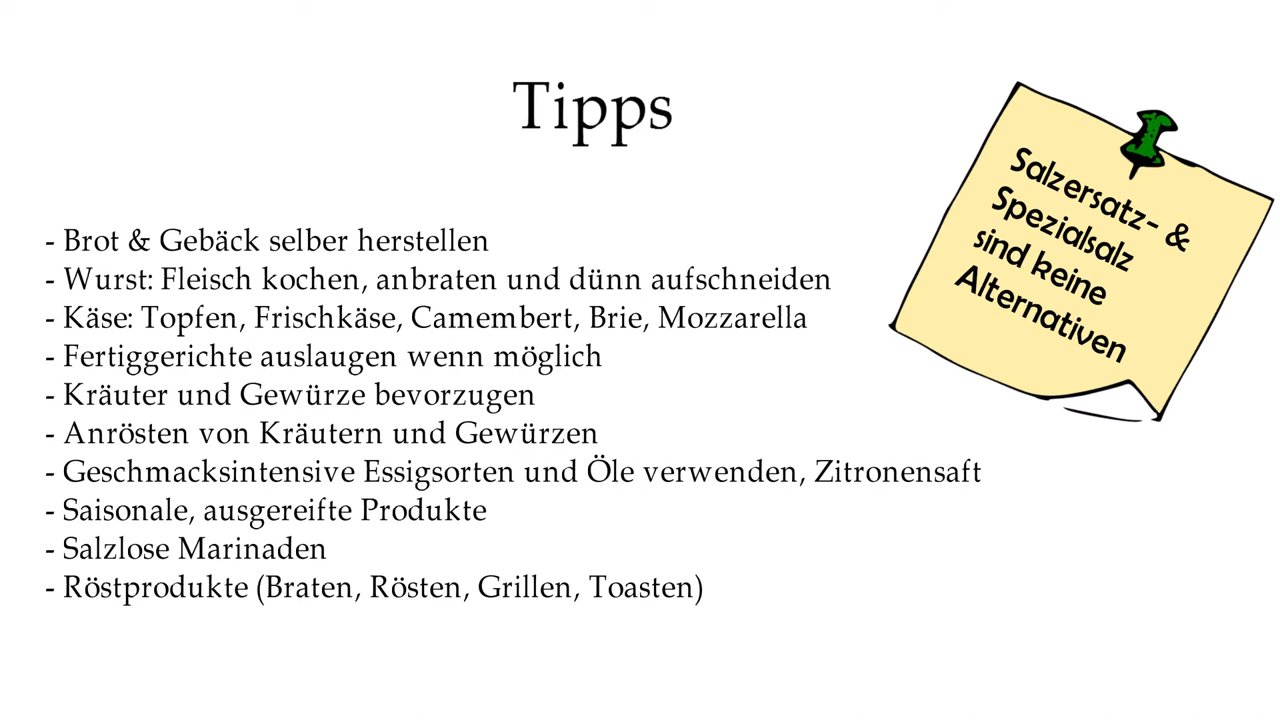 Tipps
- Brot & Gebäck selber herstellen
- Wurst: Fleisch kochen, anbraten und dünn aufschneiden
- Käse: Topfen, Frischkäse, Camembert, Brie, Mozzarella
- Fertiggerichte auslaugen wenn möglich
- Kräuter und Gewürze bevorzugen
- Anrösten von Kräutern und Gewürzen
- Geschmacksintensive Essigsorten und Öle verwenden, Zitronensaft
- Saisonale, ausgereifte Produkte
- Salzlose Marinaden
- Röstprodukte (Braten, Rösten, Grillen, Toasten)
Salzersatz- &
Spezialsalz
sind keine
Alternativen